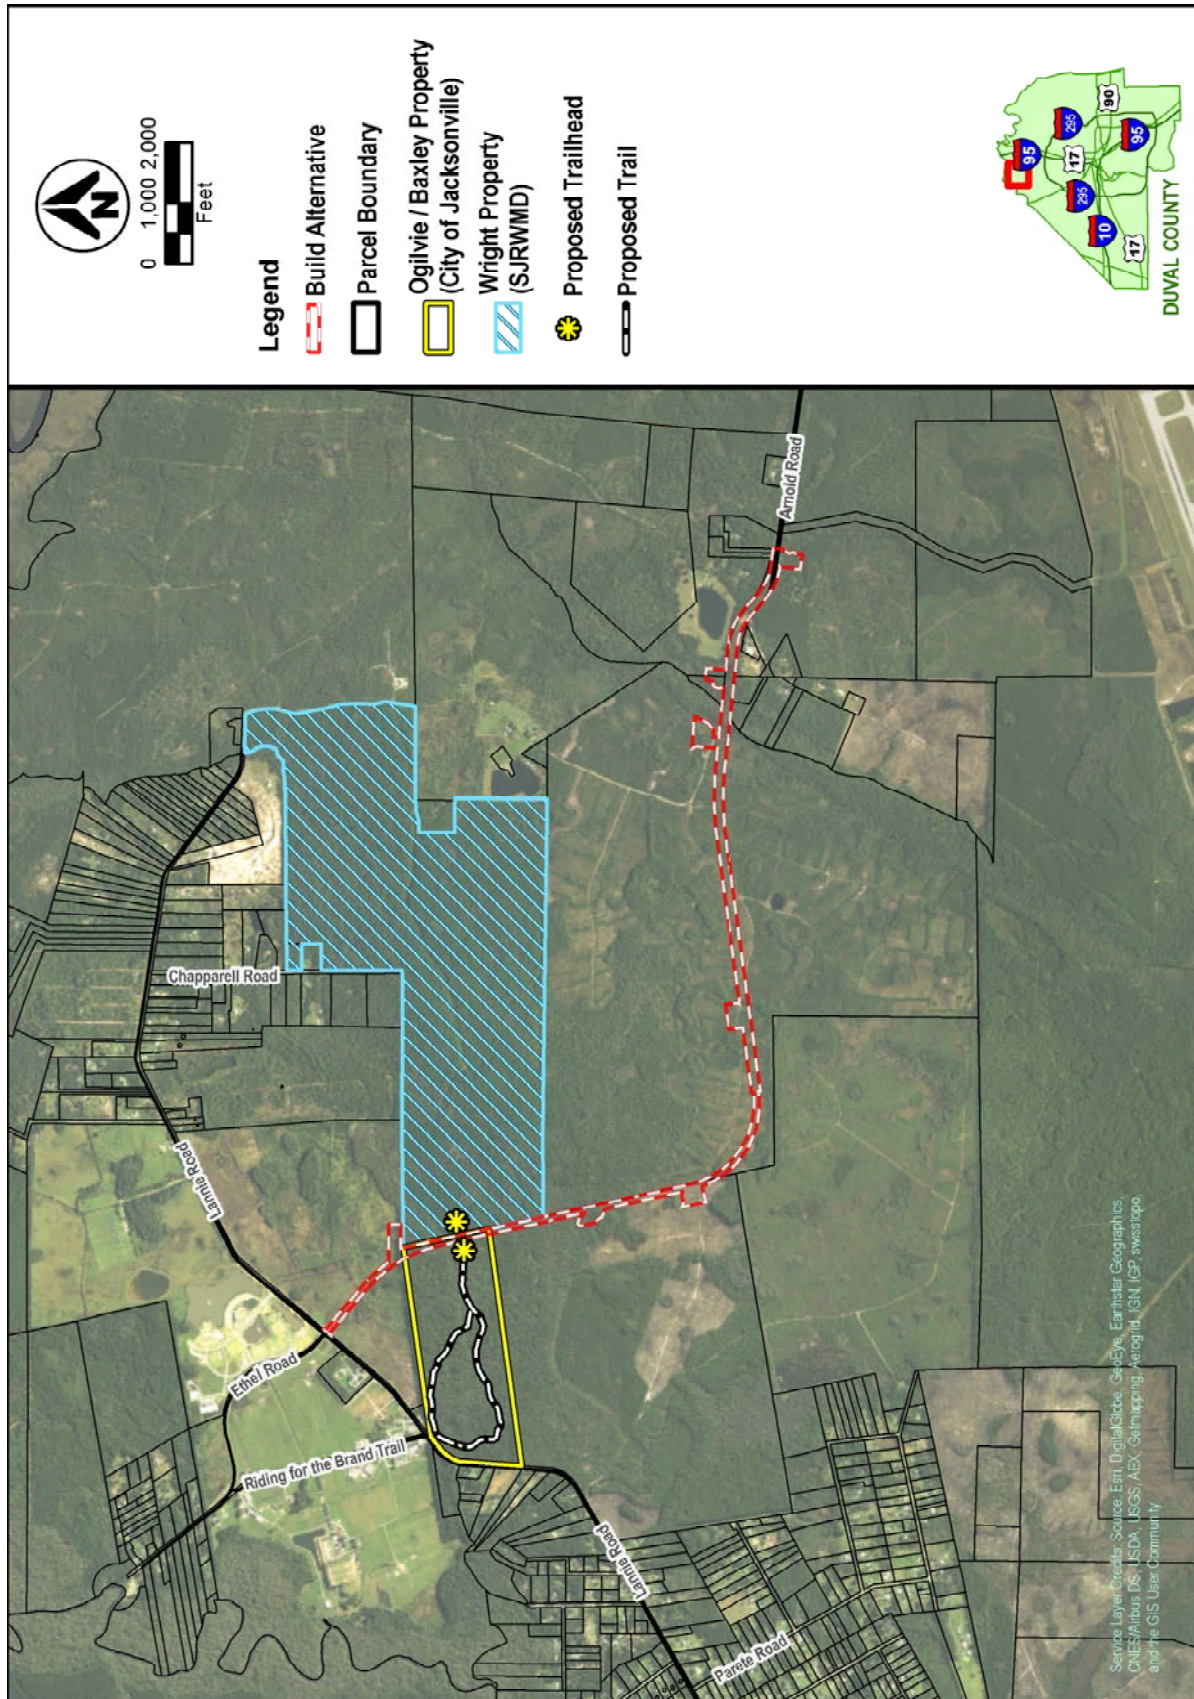 N
0 1,000 2,000
Feet
Legend
Build Alternative
Parcel Boundary
Ogilvie / Baxley Property
(City of Jacksonville)
Wright Property
(SJRWMD)
Proposed Trailhead
Proposed Trail
95
295
90
17
295
95
10
17
DUVAL COUNTY
Arnold Road
Chapparell Road
Lannie Road
Ethel Road
Riding for the Brand Trail
Lannie Road
Parete Road
Service Layer Credits: Source: Esri, DigitalGlobe, GeoEye, Earthstar Geographics,
CNES/Airbus DS, USDA, USGS, AEX, Getmapping, Aerogrid, IGN, IGP, swisstopo,
and the GIS User Community